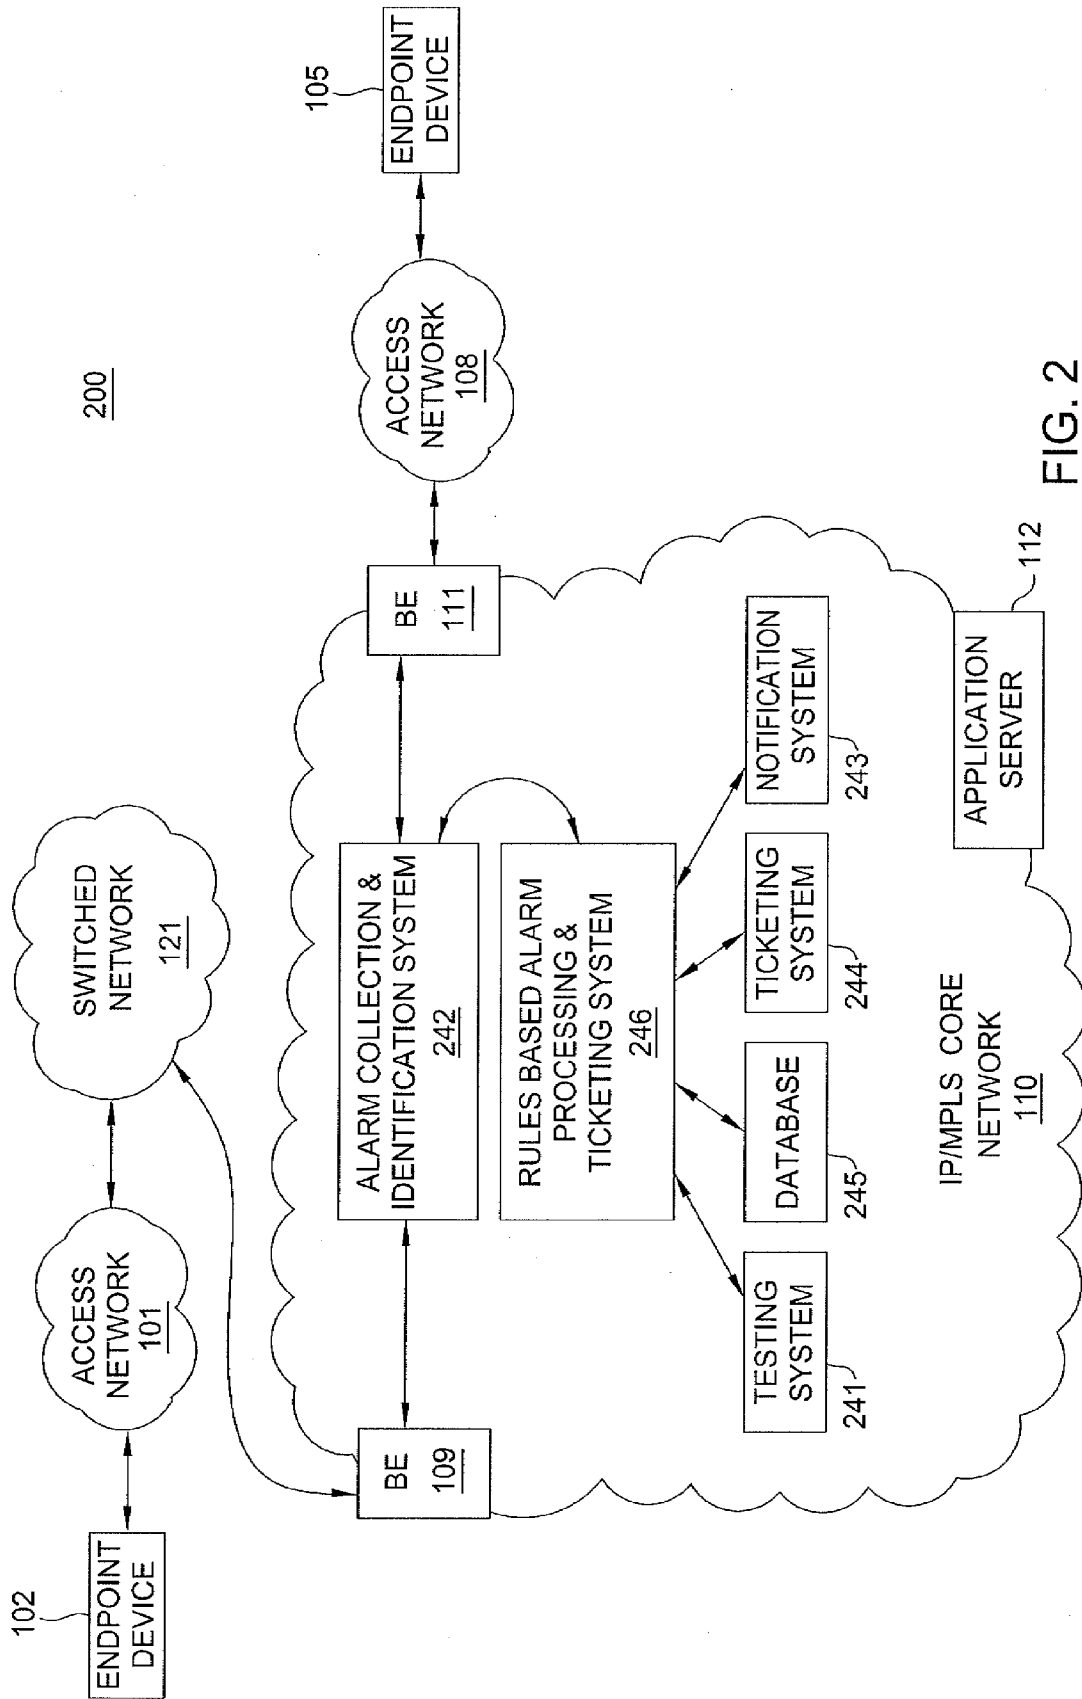 200
102
ENDPOINT
DEVICE
ACCESS
NETWORK
101
SWITCHED
NETWORK
121
105
ENDPOINT
DEVICE
ACCESS
NETWORK
108
BE
109
BE
111
ALARM COLLECTION &
IDENTIFICATION SYSTEM
242
RULES BASED ALARM
PROCESSING &
TICKETING SYSTEM
246
TESTING
SYSTEM
241
DATABASE
245
TICKETING
SYSTEM
244
NOTIFICATION
SYSTEM
243
IP/MPLS CORE
NETWORK
110
APPLICATION
SERVER
112
FIG. 2